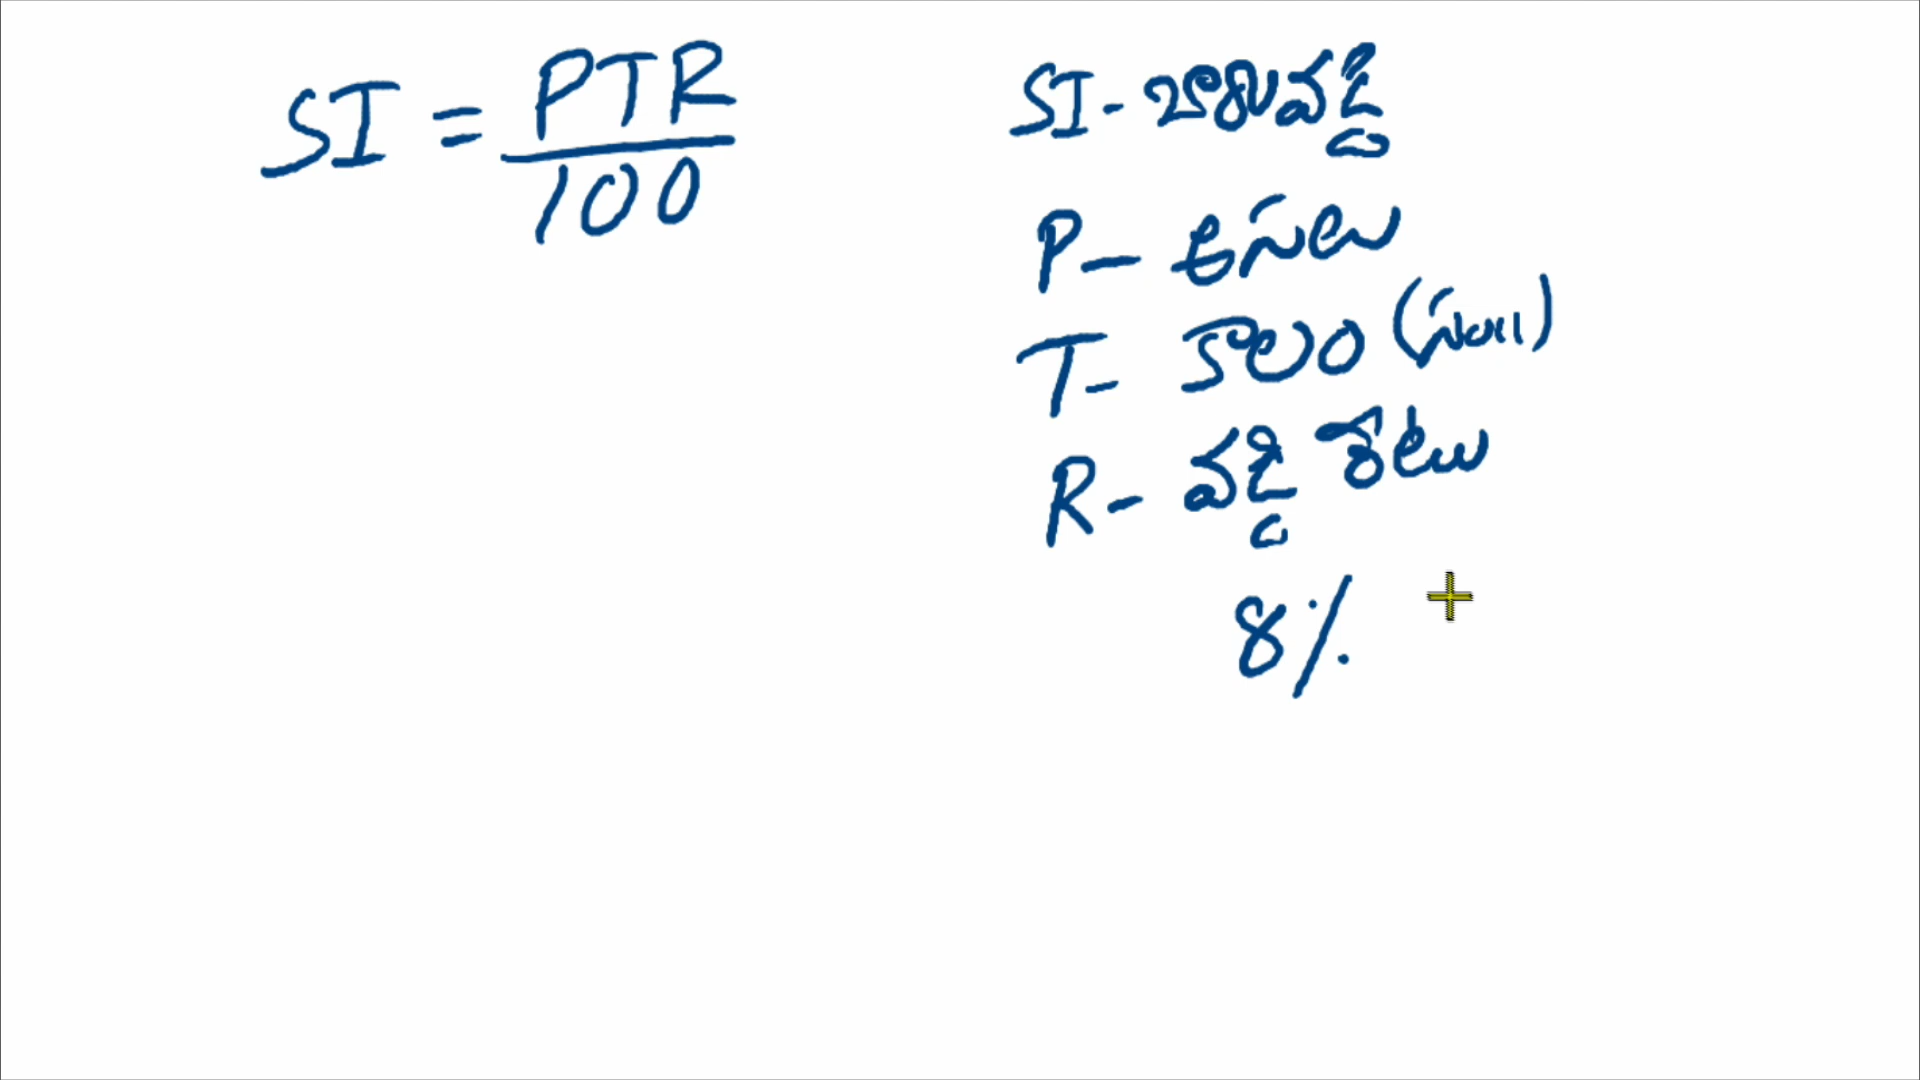 SI = PTR/100
SI - బారువడ్డీ
P - అసలు
T - కాలం (సం॥)
R - వడ్డీ రేటు
8%